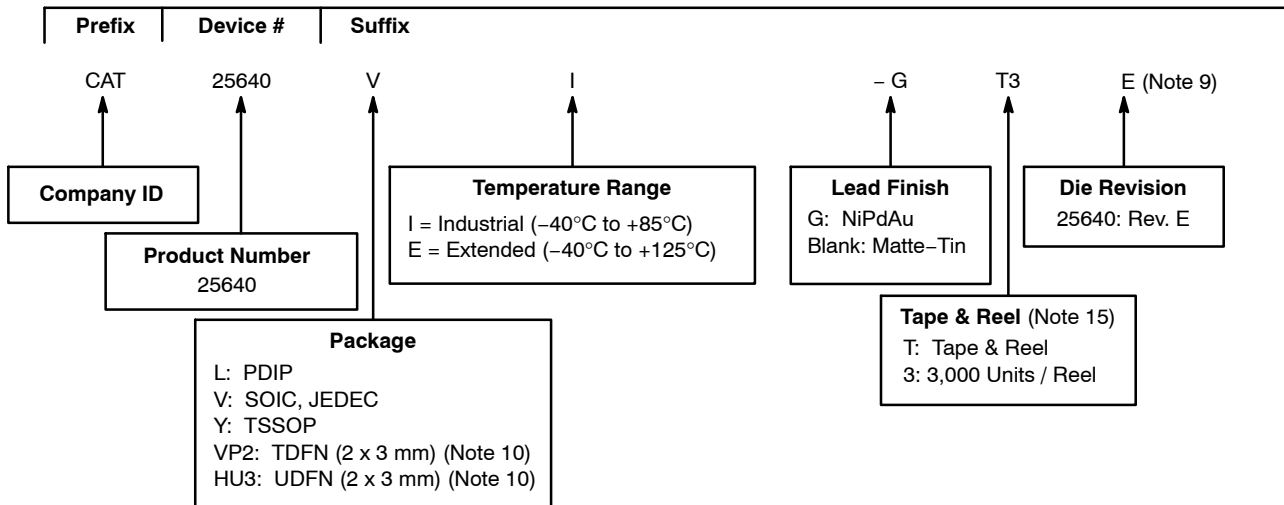 Prefix Device # Suffix
CAT 25640 V I – G T3 E (Note 9)
Company ID
Product Number
25640
Package
L: PDIP
V: SOIC, JEDEC
Y: TSSOP
VP2: TDFN (2 x 3 mm) (Note 10)
HU3: UDFN (2 x 3 mm) (Note 10)
Temperature Range
I = Industrial (−40°C to +85°C)
E = Extended (−40°C to +125°C)
Lead Finish
G: NiPdAu
Blank: Matte−Tin
Tape & Reel (Note 15)
T: Tape & Reel
3: 3,000 Units / Reel
Die Revision
25640: Rev. E